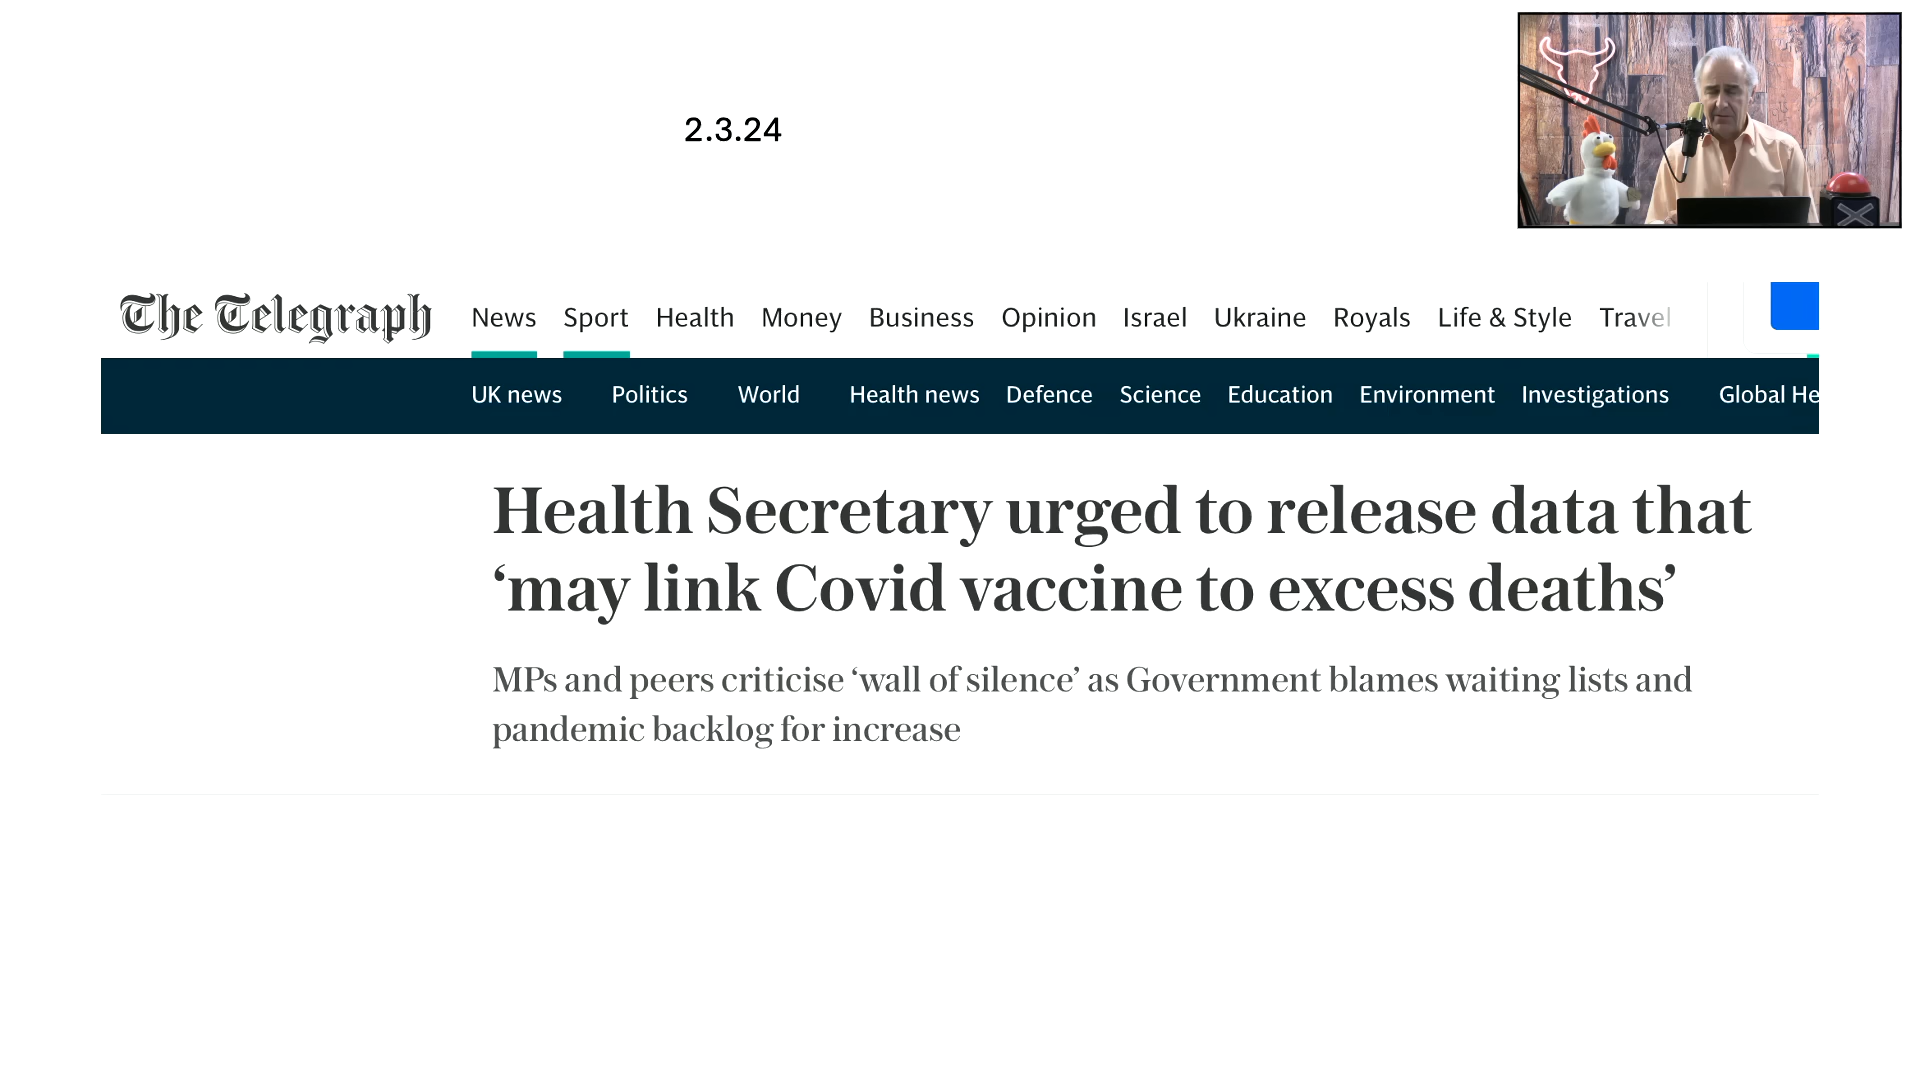 2.3.24
The Telegraph
News Sport Health Money Business Opinion Israel Ukraine Royals Life & Style Travel
UK news Politics World Health news Defence Science Education Environment Investigations Global He
Health Secretary urged to release data that
‘may link Covid vaccine to excess deaths’
MPs and peers criticise ‘wall of silence’ as Government blames waiting lists and
pandemic backlog for increase